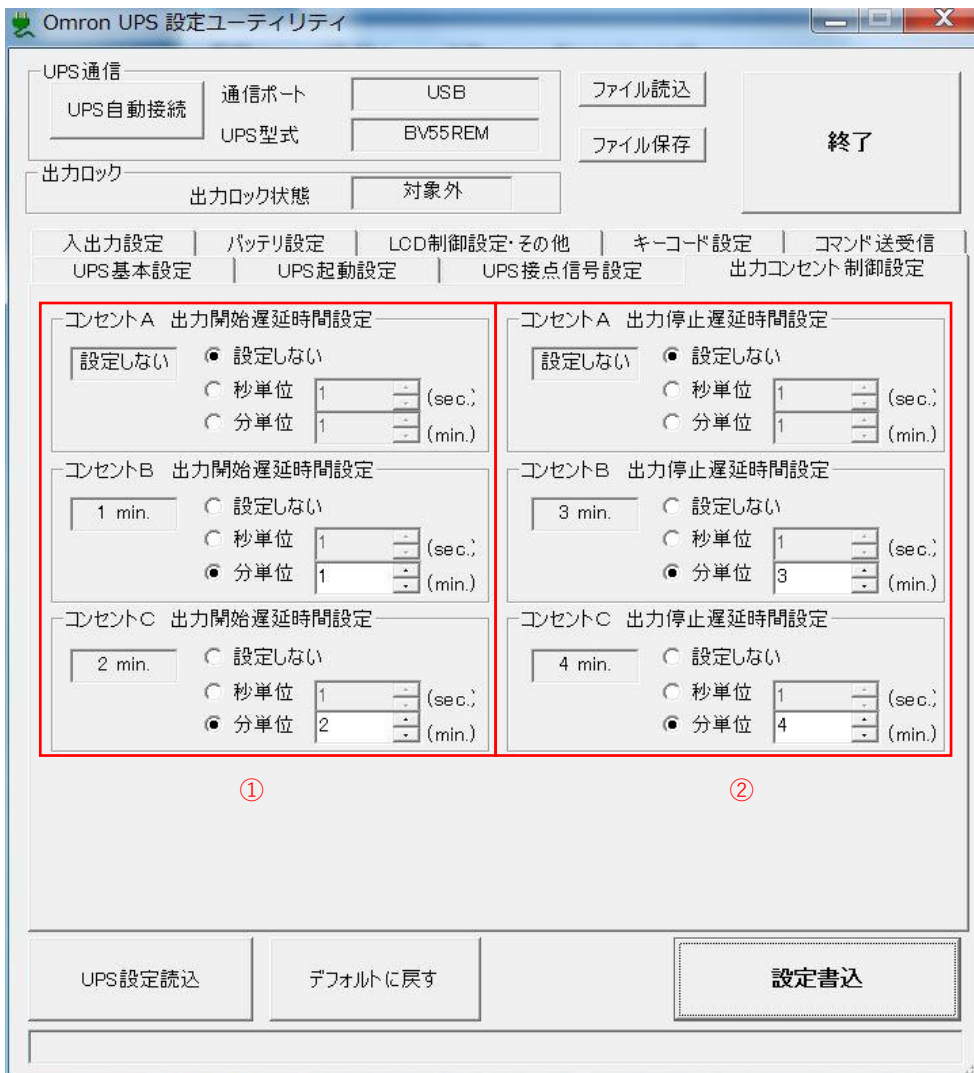 Omron UPS 設定ユーティリティ
UPS通信
UPS自動接続
通信ポート USB
UPS型式 BV55REM
ファイル読込
ファイル保存
終了
出力ロック
出力ロック状態 対象外
入出力設定 バッテリ設定 LCD制御設定・その他 キーコード設定 コマンド送受信
UPS基本設定 UPS起動設定 UPS接点信号設定 出力コンセント制御設定
コンセントA 出力開始遅延時間設定
設定しない 設定しない
秒単位 1 (sec.)
分単位 1 (min.)
コンセントB 出力開始遅延時間設定
1 min. 設定しない
秒単位 1 (sec.)
分単位 1 (min.)
コンセントC 出力開始遅延時間設定
2 min. 設定しない
秒単位 1 (sec.)
分単位 2 (min.)
①
コンセントA 出力停止遅延時間設定
設定しない 設定しない
秒単位 1 (sec.)
分単位 1 (min.)
コンセントB 出力停止遅延時間設定
3 min. 設定しない
秒単位 1 (sec.)
分単位 3 (min.)
コンセントC 出力停止遅延時間設定
4 min. 設定しない
秒単位 1 (sec.)
分単位 4 (min.)
②
UPS設定読込 デフォルトに戻す 設定書込